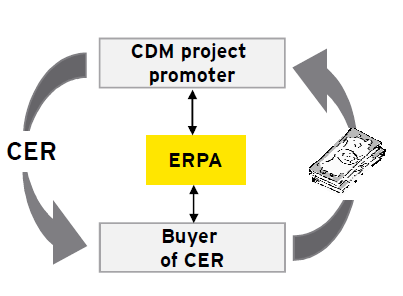 CDM project
promoter
CER
ERPA
Buyer
of CER